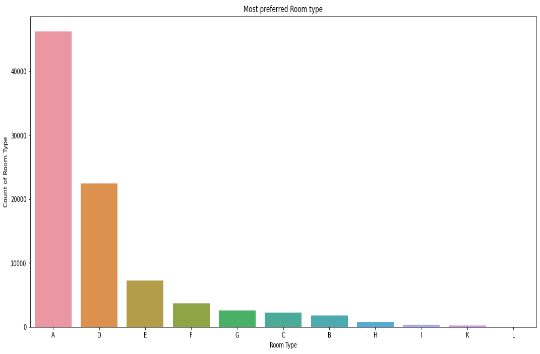 Most preferred Room type
Count of Room Type
40000
30000
20000
10000
0
A D E F G C B H I K L
Room Type